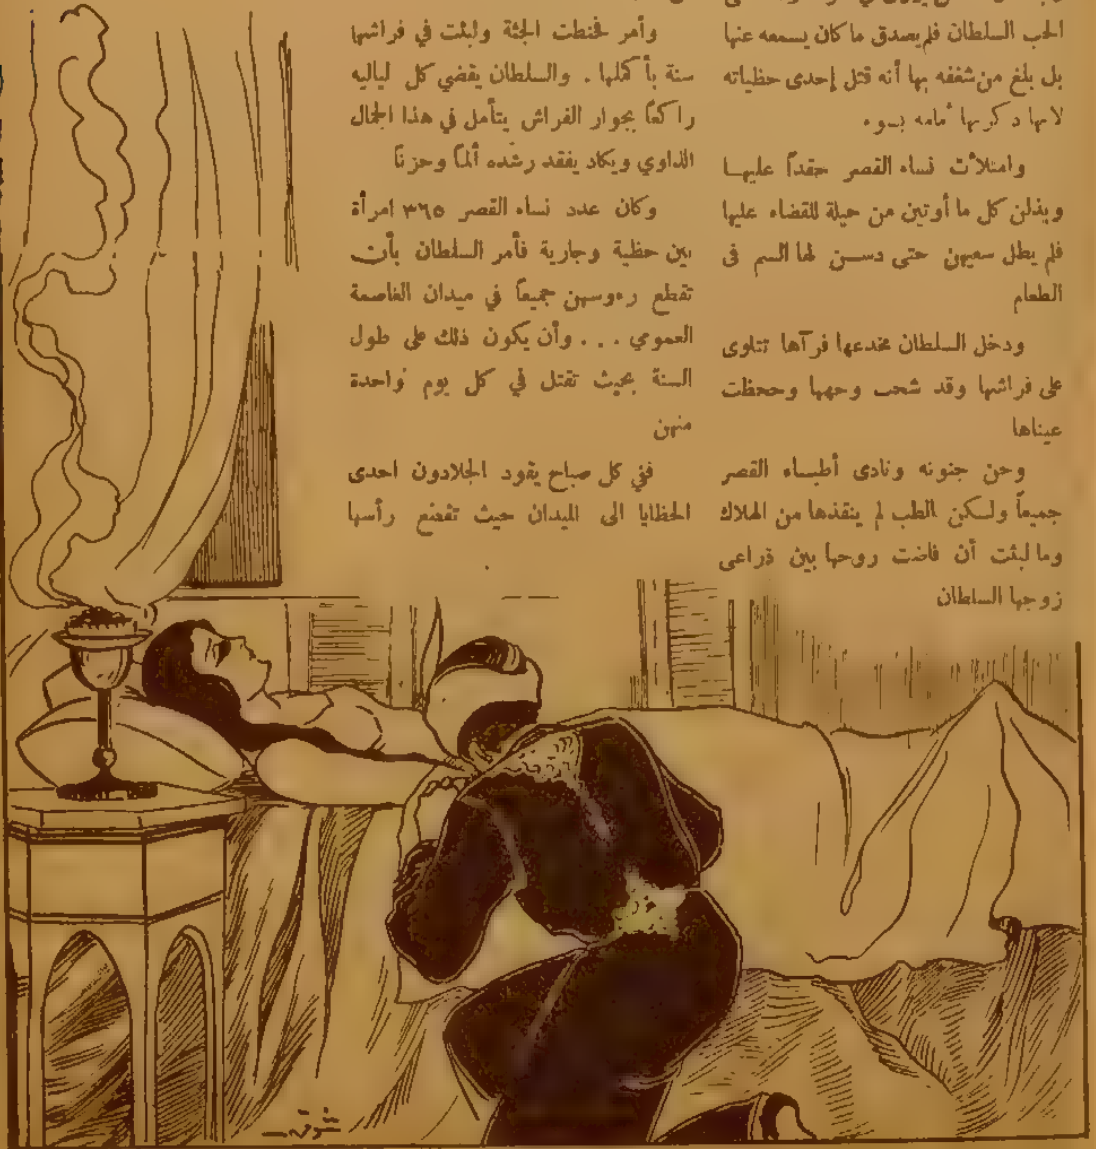 الحب السلطان فلم يصدق ما كان يسمعه عنها
بل بلغ من شغفه بها أنه قتل إحدى حظياته
لانها ذكرتها أمامه بسوء
وامتلأت نساء القصر حقداً عليها
وبذلن كل ما أوتين من حيلة للقضاء عليها
فلم يطل سعيهن حتى دسسن لها السم فى
الطعام
ودخل السلطان مخدعها فرآها تتلوى
على فراشها وقد شحب وجهها وجحظت
عيناها
وجن جنونه ونادى أطباء القصر
جميعاً ولكن الطب لم ينقذها من الهلاك
وما لبثت أن فاضت روحها بين ذراعى
زوجها السلطان
وأمر فحنطت الجثة ولبثت في فراشها
سنة بأكملها . والسلطان يقضي كل لياليه
راكعاً بجوار الفراش يتأمل في هذا الجمال
الذاوي ويكاد يفقد رشده ألماً وحزناً
وكان عدد نساء القصر ٣٦٥ امرأة
بين حظية وجارية فأمر السلطان بأن
تقطع رءوسهن جميعاً في ميدان العاصمة
العمومي . . . وأن يكون ذلك على طول
السنة بحيث تقتل في كل يوم واحدة
منهن
ففي كل صباح يقود الجلادون احدى
الحظايا الى الميدان حيث تقطع رأسها